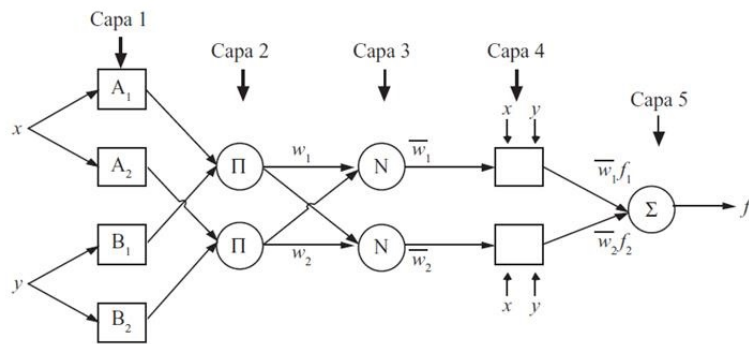 Capa 1
Capa 2
Capa 3
Capa 4
Capa 5
x
y
A₁
A₂
B₁
B₂
Π
Π
w₁
w₂
N
N
w̅₁
w̅₂
x y
x y
w̅₁f₁
w̅₂f₂
Σ
f